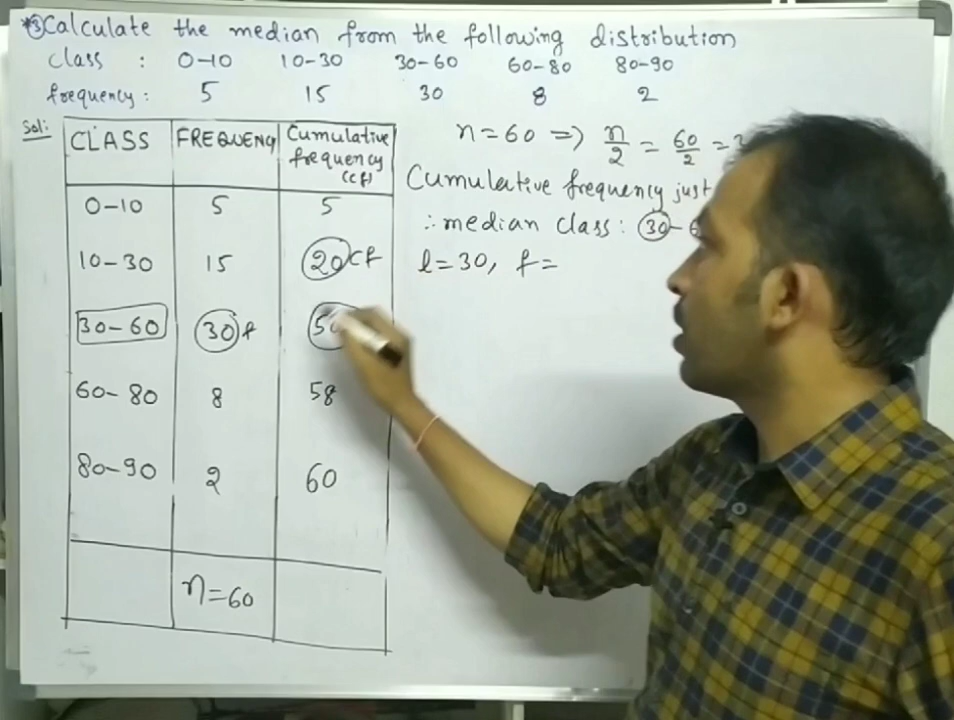 *③Calculate the median from the following distribution
class : 0-10 10-30 30-60 60-80 80-90
frequency: 5 15 30 8 2
Sol:
CLASS FREQUENCY Cumulative frequency (cf)
0-10 5 5
10-30 15 20 cf
30-60 30 f 50
60-80 8 58
80-90 2 60
n=60
n=60 => n/2 = 60/2 =
Cumulative frequency just
∴ median class: 30-
l=30, f=